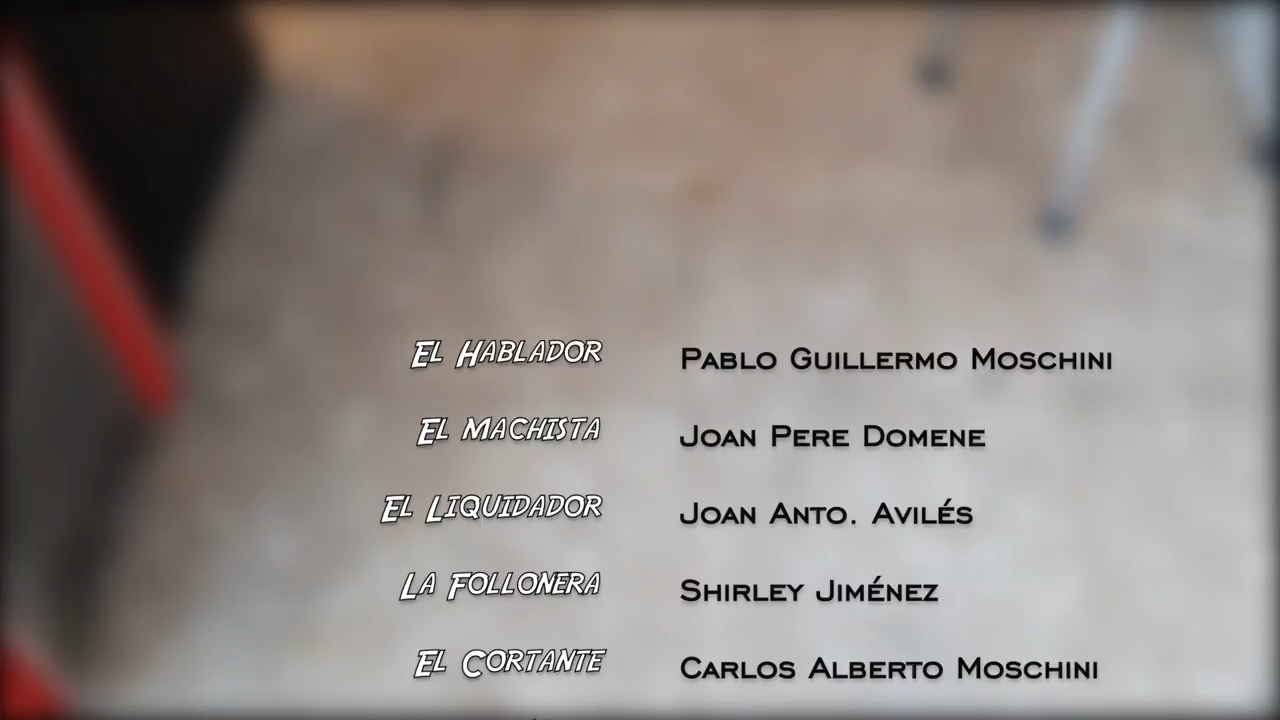 El Hablador Pablo Guillermo Moschini
El Machista Joan Pere Domene
El Liquidador Joan Anto. Avilés
La Follonera Shirley Jiménez
El Cortante Carlos Alberto Moschini